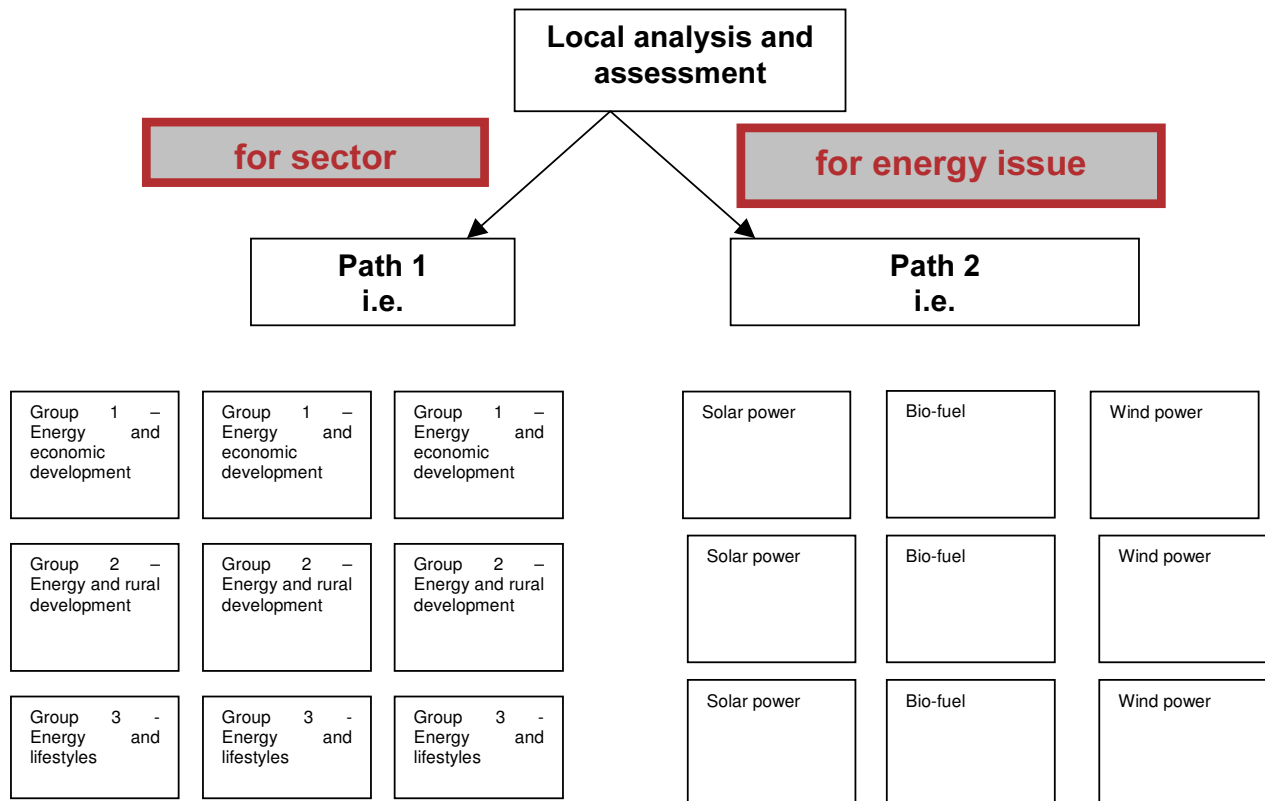 Local analysis and
assessment
for sector
for energy issue
Path 1
i.e.
Path 2
i.e.
Group 1 –
Energy and
economic
development
Group 1 –
Energy and
economic
development
Group 1 –
Energy and
economic
development
Solar power
Bio-fuel
Wind power
Group 2 –
Energy and rural
development
Group 2 –
Energy and rural
development
Group 2 –
Energy and rural
development
Solar power
Bio-fuel
Wind power
Group 3 -
Energy and
lifestyles
Group 3 -
Energy and
lifestyles
Group 3 -
Energy and
lifestyles
Solar power
Bio-fuel
Wind power